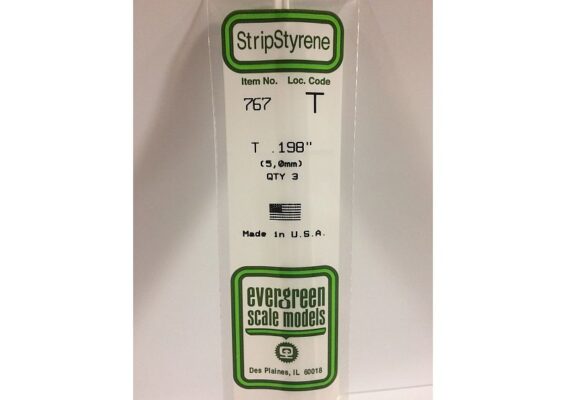 StripStyrene
Item No. Loc. Code
767 T
T .198"
(5,0mm)
QTY 3
Made in U.S.A.
evergreen
scale models
Des Plaines, IL 60018